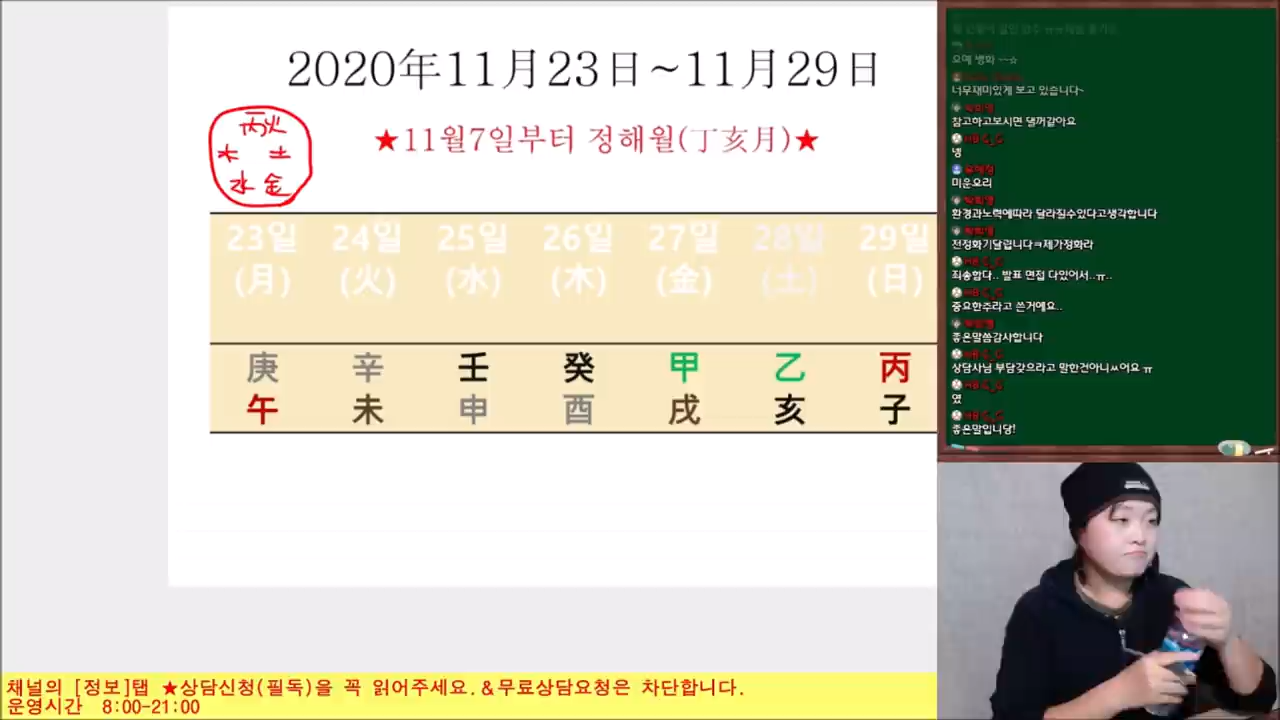 2020年11月23日~11月29日
★11월7일부터 정해월(丁亥月)★
丙火
木 土
水 金
23일 24일 25일 26일 27일 28일 29일
(月) (火) (水) (木) (金) (土) (日)
庚 辛 壬 癸 甲 乙 丙
午 未 申 酉 戌 亥 子
오예 병화 ~~☆
너무재미있게 보고 있습니다~
참고하고보시면 댈꺼같아요
넹
미운오리
환경과노력에따라 달라질수있다고생각합니다
전정화기달립니다ㅋ제가정화라
죄송함다.. 발표 면접 다있어서..ㅠ..
중요한주라고 쓴거에요..
좋은말씀감사합니다
상담사님 부담갖으라고 말한건아니ㅆ어요 ㅠ
옜
좋은말입니당!
채널의 [정보]탭 ★상담신청(필독)을 꼭 읽어주세요.&무료상담요청은 차단합니다.
운영시간 8:00-21:00